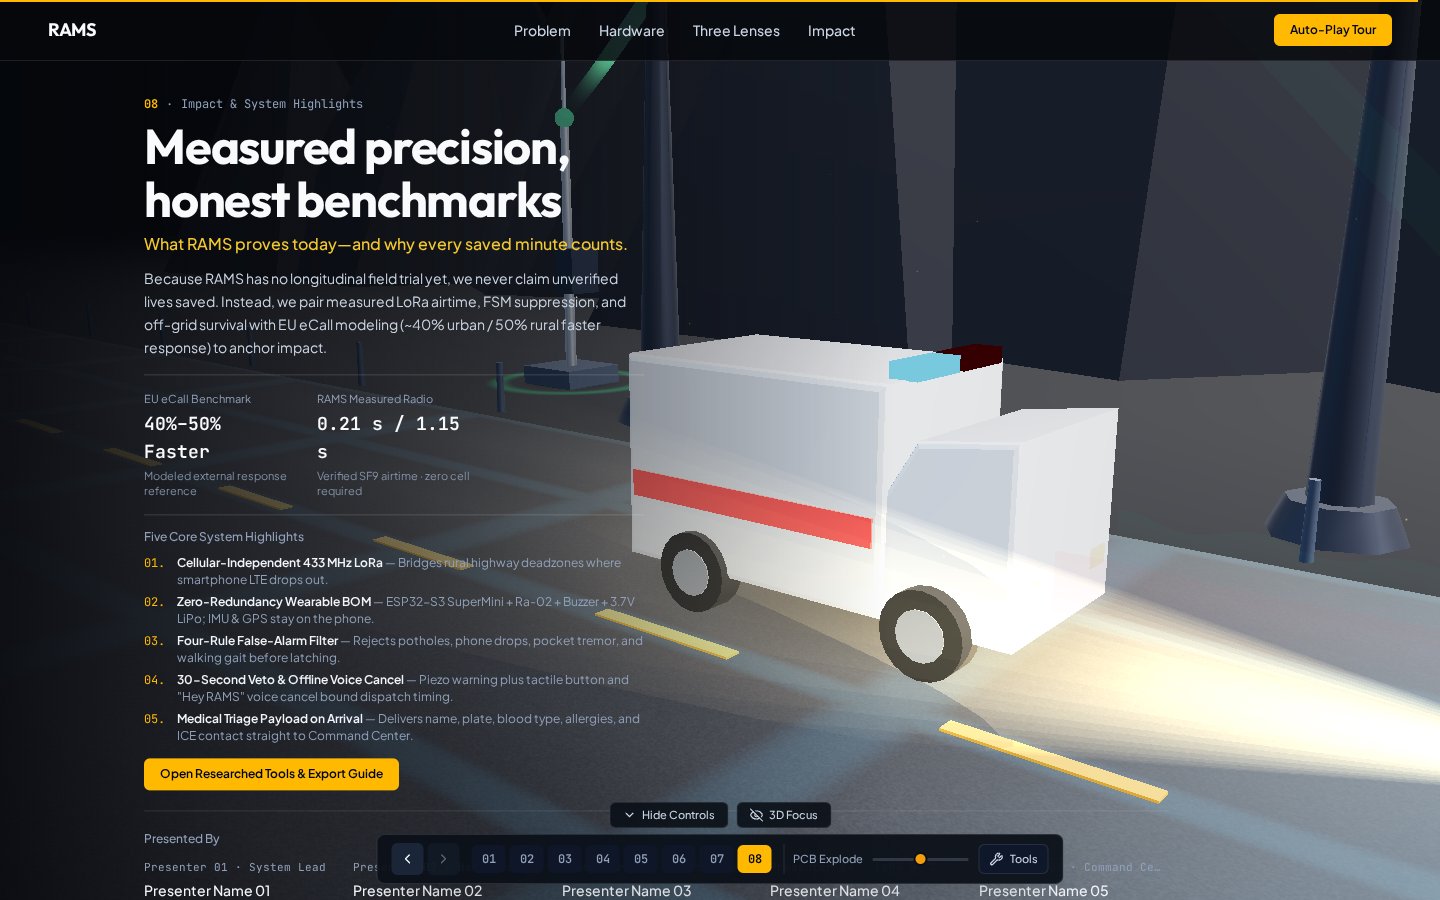 RAMS
Problem
Hardware
Three Lenses
Impact
Auto-Play Tour
08 · Impact & System Highlights
Measured precision,
honest benchmarks
What RAMS proves today—and why every saved minute counts.
Because RAMS has no longitudinal field trial yet, we never claim unverified
lives saved. Instead, we pair measured LoRa airtime, FSM suppression, and
off-grid survival with EU eCall modeling (~40% urban / 50% rural faster
response) to anchor impact.
EU eCall Benchmark
40%–50%
Faster
Modeled external response
reference
RAMS Measured Radio
0.21 s / 1.15
s
Verified SF9 airtime · zero cell
required
Five Core System Highlights
01. Cellular-Independent 433 MHz LoRa — Bridges rural highway deadzones where
smartphone LTE drops out.
02. Zero-Redundancy Wearable BOM — ESP32-S3 SuperMini + Ra-02 + Buzzer + 3.7V
LiPo; IMU & GPS stay on the phone.
03. Four-Rule False-Alarm Filter — Rejects potholes, phone drops, pocket tremor, and
walking gait before latching.
04. 30-Second Veto & Offline Voice Cancel — Piezo warning plus tactile button and
"Hey RAMS" voice cancel bound dispatch timing.
05. Medical Triage Payload on Arrival — Delivers name, plate, blood type, allergies, and
ICE contact straight to Command Center.
Open Researched Tools & Export Guide
Hide Controls
3D Focus
Presented By
01 02 03 04 05 06 07 08
PCB Explode
Tools
Presenter 01 · System Lead
· Command Ce…
Presenter Name 01
Presenter Name 02
Presenter Name 03
Presenter Name 04
Presenter Name 05